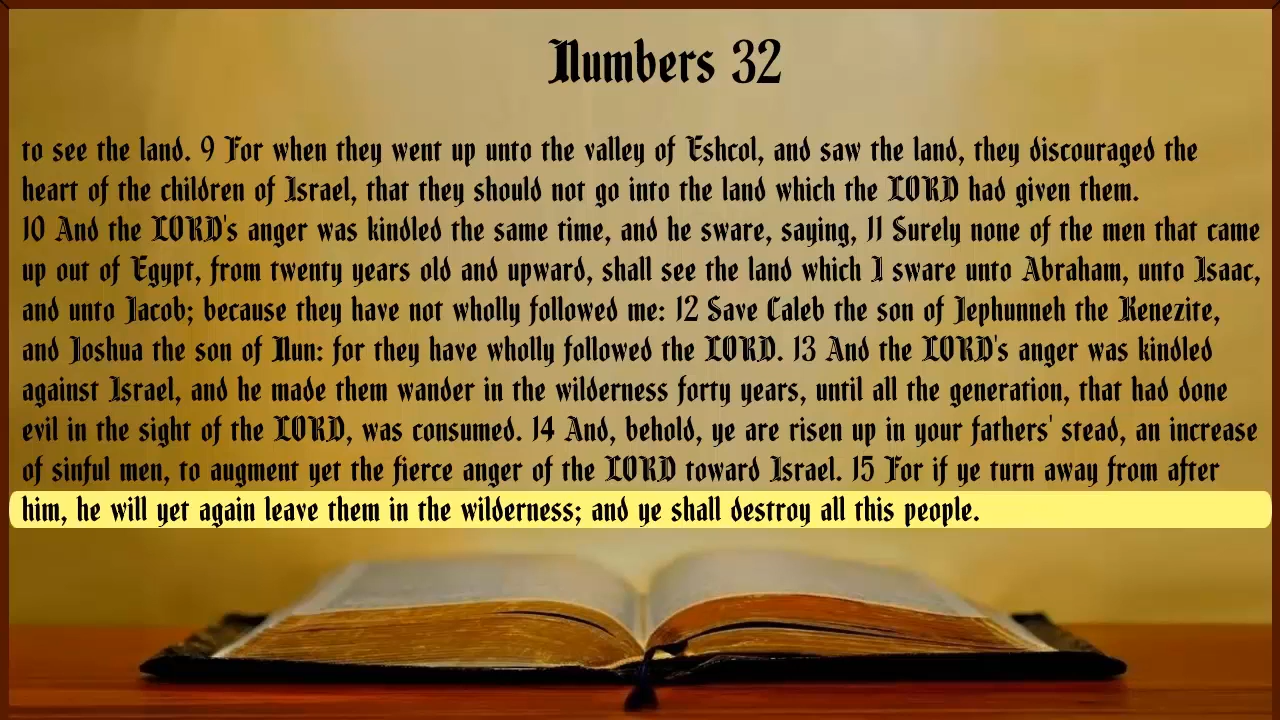 Numbers 32
to see the land. 9 For when they went up unto the valley of Eshcol, and saw the land, they discouraged the
heart of the children of Israel, that they should not go into the land which the LORD had given them.
10 And the LORD's anger was kindled the same time, and he sware, saying, 11 Surely none of the men that came
up out of Egypt, from twenty years old and upward, shall see the land which I sware unto Abraham, unto Isaac,
and unto Jacob; because they have not wholly followed me: 12 Save Caleb the son of Jephunneh the Kenezite,
and Joshua the son of Nun: for they have wholly followed the LORD. 13 And the LORD's anger was kindled
against Israel, and he made them wander in the wilderness forty years, until all the generation, that had done
evil in the sight of the LORD, was consumed. 14 And, behold, ye are risen up in your fathers' stead, an increase
of sinful men, to augment yet the fierce anger of the LORD toward Israel. 15 For if ye turn away from after
him, he will yet again leave them in the wilderness; and ye shall destroy all this people.